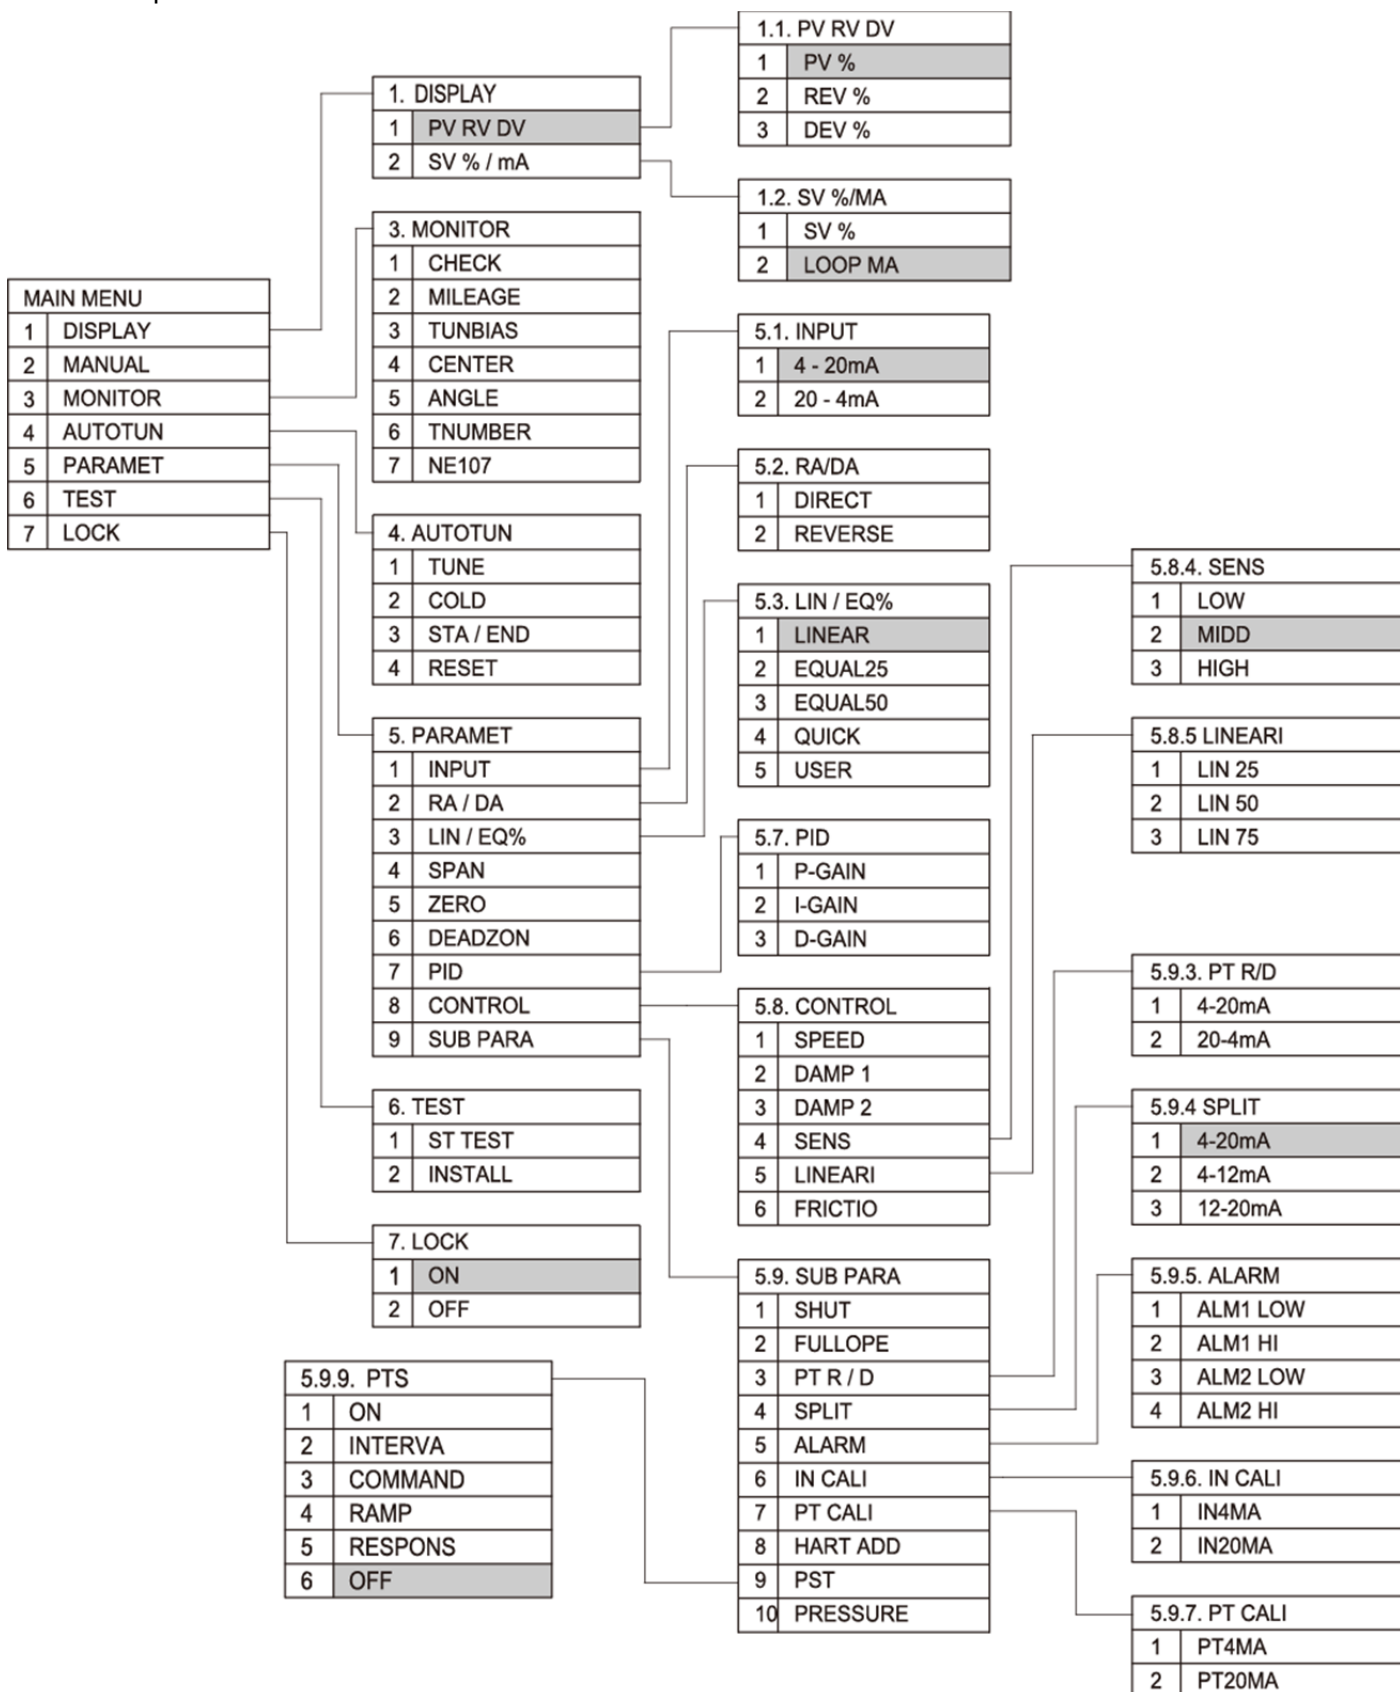 MAIN MENU
1 DISPLAY
2 MANUAL
3 MONITOR
4 AUTOTUN
5 PARAMET
6 TEST
7 LOCK
1. DISPLAY
1 PV RV DV
2 SV % / mA
3. MONITOR
1 CHECK
2 MILEAGE
3 TUNBIAS
4 CENTER
5 ANGLE
6 TNUMBER
7 NE107
4. AUTOTUN
1 TUNE
2 COLD
3 STA / END
4 RESET
5. PARAMET
1 INPUT
2 RA / DA
3 LIN / EQ%
4 SPAN
5 ZERO
6 DEADZON
7 PID
8 CONTROL
9 SUB PARA
6. TEST
1 ST TEST
2 INSTALL
7. LOCK
1 ON
2 OFF
5.9.9. PTS
1 ON
2 INTERVA
3 COMMAND
4 RAMP
5 RESPONS
6 OFF
1.1. PV RV DV
1 PV %
2 REV %
3 DEV %
1.2. SV %/MA
1 SV %
2 LOOP MA
5.1. INPUT
1 4 - 20mA
2 20 - 4mA
5.2. RA/DA
1 DIRECT
2 REVERSE
5.3. LIN / EQ%
1 LINEAR
2 EQUAL25
3 EQUAL50
4 QUICK
5 USER
5.7. PID
1 P-GAIN
2 I-GAIN
3 D-GAIN
5.8. CONTROL
1 SPEED
2 DAMP 1
3 DAMP 2
4 SENS
5 LINEARI
6 FRICTIO
5.9. SUB PARA
1 SHUT
2 FULLOPE
3 PT R / D
4 SPLIT
5 ALARM
6 IN CALI
7 PT CALI
8 HART ADD
9 PST
10 PRESSURE
5.8.4. SENS
1 LOW
2 MIDD
3 HIGH
5.8.5 LINEARI
1 LIN 25
2 LIN 50
3 LIN 75
5.9.3. PT R/D
1 4-20mA
2 20-4mA
5.9.4 SPLIT
1 4-20mA
2 4-12mA
3 12-20mA
5.9.5. ALARM
1 ALM1 LOW
2 ALM1 HI
3 ALM2 LOW
4 ALM2 HI
5.9.6. IN CALI
1 IN4MA
2 IN20MA
5.9.7. PT CALI
1 PT4MA
2 PT20MA